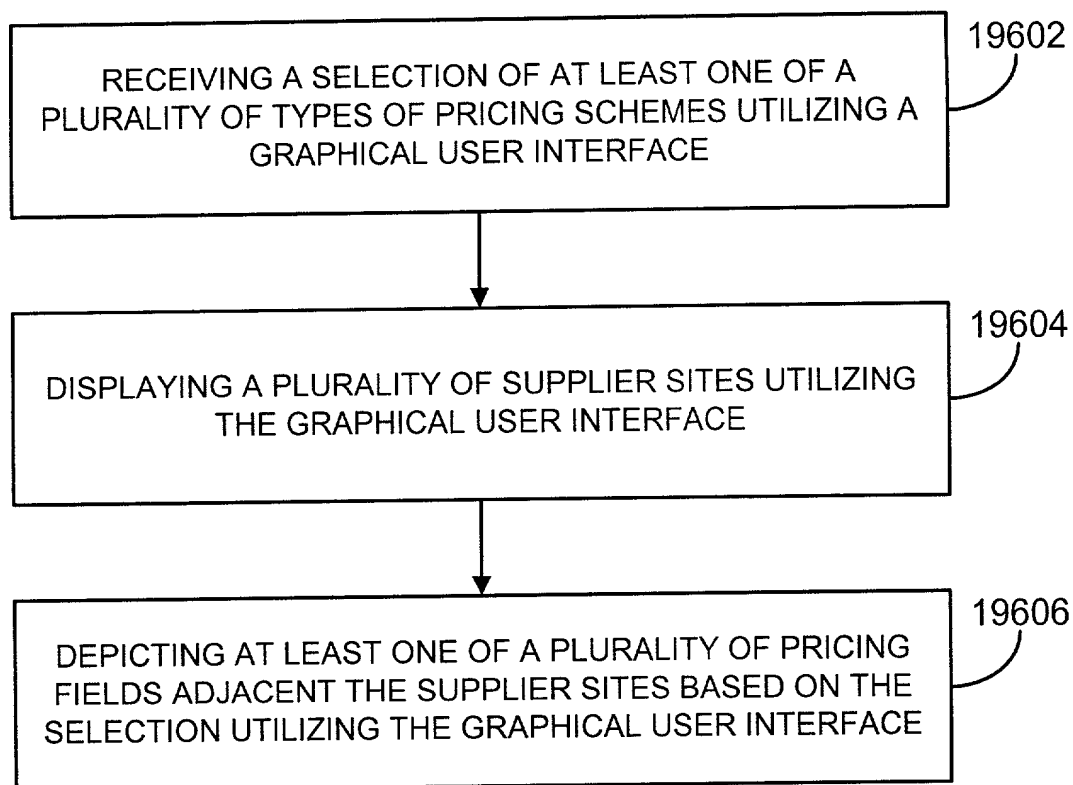 19602
RECEIVING A SELECTION OF AT LEAST ONE OF A
PLURALITY OF TYPES OF PRICING SCHEMES UTILIZING A
GRAPHICAL USER INTERFACE
19604
DISPLAYING A PLURALITY OF SUPPLIER SITES UTILIZING
THE GRAPHICAL USER INTERFACE
19606
DEPICTING AT LEAST ONE OF A PLURALITY OF PRICING
FIELDS ADJACENT THE SUPPLIER SITES BASED ON THE
SELECTION UTILIZING THE GRAPHICAL USER INTERFACE